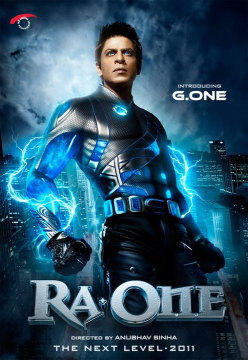 INTRODUCING
G.ONE
RA·ONE
DIRECTED BY ANUBHAV SINHA
THE NEXT LEVEL·2011